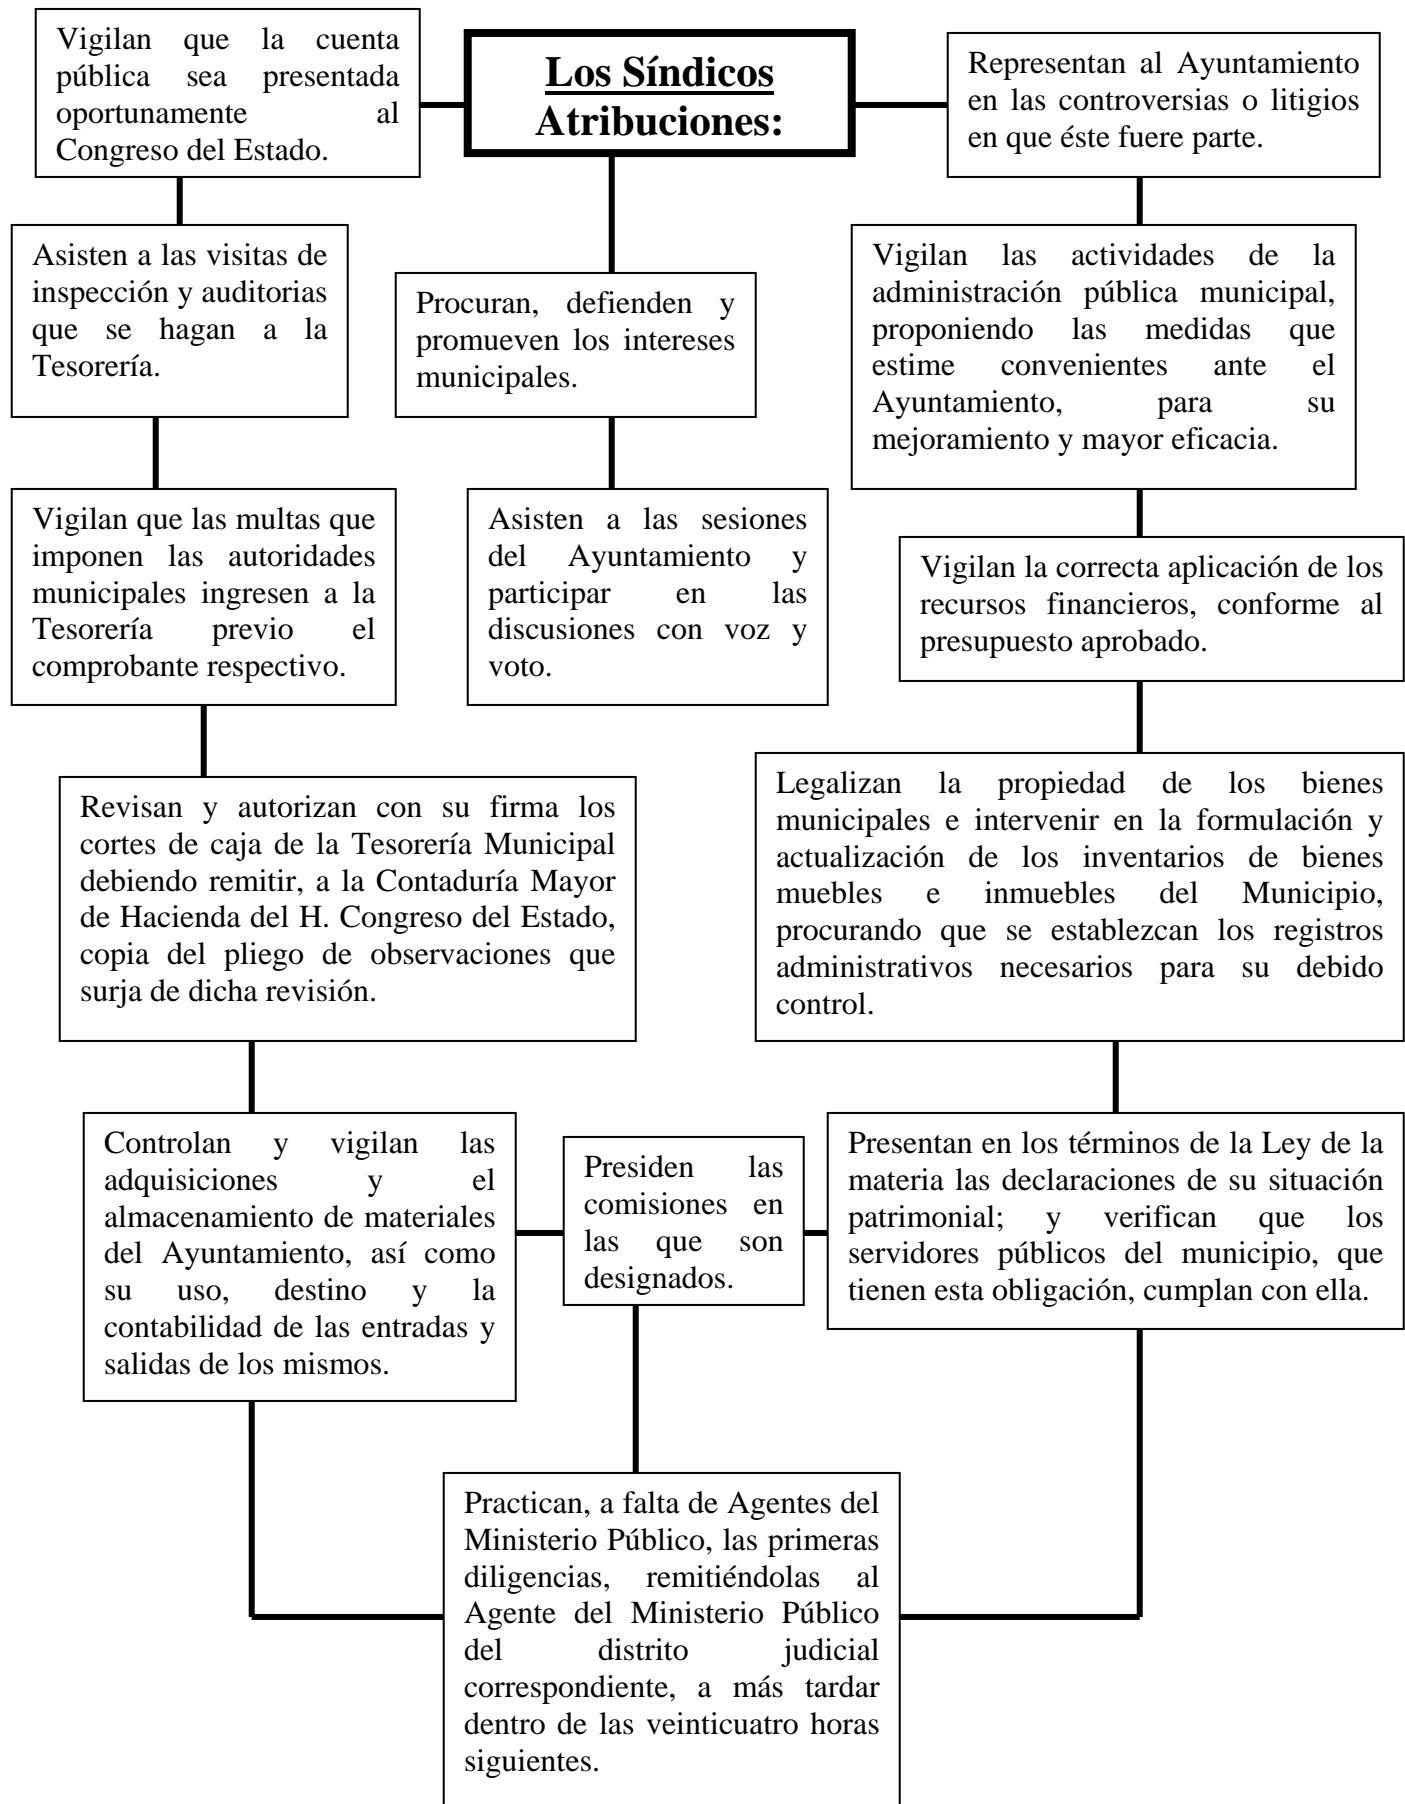 Los Síndicos
Atribuciones:
Vigilan que la cuenta
pública sea presentada
oportunamente al
Congreso del Estado.
Representan al Ayuntamiento
en las controversias o litigios
en que éste fuere parte.
Asisten a las visitas de
inspección y auditorias
que se hagan a la
Tesorería.
Procuran, defienden y
promueven los intereses
municipales.
Vigilan las actividades de la
administración pública municipal,
proponiendo las medidas que
estime convenientes ante el
Ayuntamiento, para su
mejoramiento y mayor eficacia.
Vigilan que las multas que
imponen las autoridades
municipales ingresen a la
Tesorería previo el
comprobante respectivo.
Asisten a las sesiones
del Ayuntamiento y
participar en las
discusiones con voz y
voto.
Vigilan la correcta aplicación de los
recursos financieros, conforme al
presupuesto aprobado.
Revisan y autorizan con su firma los
cortes de caja de la Tesorería Municipal
debiendo remitir, a la Contaduría Mayor
de Hacienda del H. Congreso del Estado,
copia del pliego de observaciones que
surja de dicha revisión.
Legalizan la propiedad de los bienes
municipales e intervenir en la formulación y
actualización de los inventarios de bienes
muebles e inmuebles del Municipio,
procurando que se establezcan los registros
administrativos necesarios para su debido
control.
Controlan y vigilan las
adquisiciones y el
almacenamiento de materiales
del Ayuntamiento, así como
su uso, destino y la
contabilidad de las entradas y
salidas de los mismos.
Presiden las
comisiones en
las que son
designados.
Presentan en los términos de la Ley de la
materia las declaraciones de su situación
patrimonial; y verifican que los
servidores públicos del municipio, que
tienen esta obligación, cumplan con ella.
Practican, a falta de Agentes del
Ministerio Público, las primeras
diligencias, remitiéndolas al
Agente del Ministerio Público
del distrito judicial
correspondiente, a más tardar
dentro de las veinticuatro horas
siguientes.